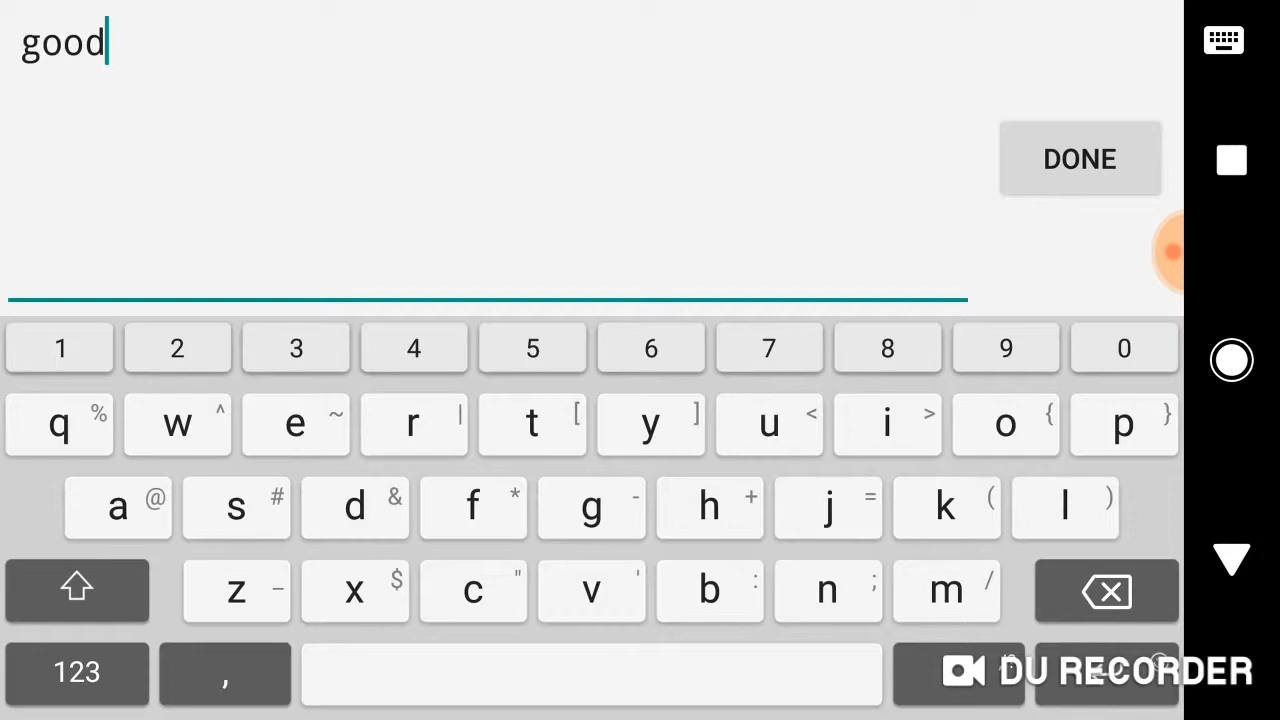 good
DONE
1 2 3 4 5 6 7 8 9 0
q % w ^ e ~ r | t [ y ] u < i > o { p }
a @ s # d & f * g - h + j = k ( l )
z _ x $ c " v ' b : n ; m /
123 ,
DU RECORDER